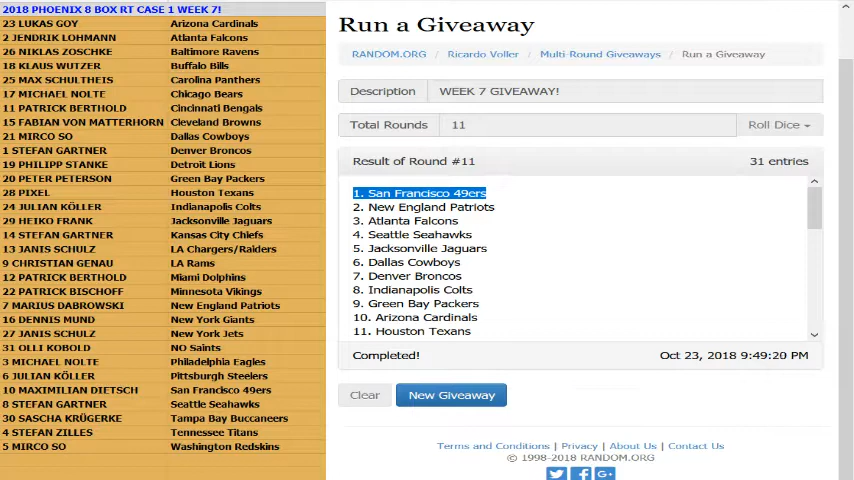 2018 PHOENIX 8 BOX RT CASE 1 WEEK 7!
23 LUKAS GOY Arizona Cardinals
2 JENDRIK LOHMANN Atlanta Falcons
26 NIKLAS ZOSCHKE Baltimore Ravens
18 KLAUS WUTZER Buffalo Bills
25 MAX SCHULTHEIS Carolina Panthers
17 MICHAEL NOLTE Chicago Bears
11 PATRICK BERTHOLD Cincinnati Bengals
15 FABIAN VON MATTERHORN Cleveland Browns
21 MIRCO SO Dallas Cowboys
1 STEFAN GARTNER Denver Broncos
19 PHILIPP STANKE Detroit Lions
20 PETER PETERSON Green Bay Packers
28 PIXEL Houston Texans
24 JULIAN KÖLLER Indianapolis Colts
29 HEIKO FRANK Jacksonville Jaguars
14 STEFAN GARTNER Kansas City Chiefs
13 JANIS SCHULZ LA Chargers/Raiders
9 CHRISTIAN GENAU LA Rams
12 PATRICK BERTHOLD Miami Dolphins
22 PATRICK BISCHOFF Minnesota Vikings
7 MARIUS DABROWSKI New England Patriots
16 DENNIS MUND New York Giants
27 JANIS SCHULZ New York Jets
31 OLLI KOBOLD NO Saints
3 MICHAEL NOLTE Philadelphia Eagles
6 JULIAN KÖLLER Pittsburgh Steelers
10 MAXIMILIAN DIETSCH San Francisco 49ers
8 STEFAN GARTNER Seattle Seahawks
30 SASCHA KRÜGERKE Tampa Bay Buccaneers
4 STEFAN ZILLES Tennessee Titans
5 MIRCO SO Washington Redskins
Run a Giveaway
RANDOM.ORG / Ricardo Voller / Multi-Round Giveaways / Run a Giveaway
Description WEEK 7 GIVEAWAY!
Total Rounds 11 Roll Dice
Result of Round #11 31 entries
1. San Francisco 49ers
2. New England Patriots
3. Atlanta Falcons
4. Seattle Seahawks
5. Jacksonville Jaguars
6. Dallas Cowboys
7. Denver Broncos
8. Indianapolis Colts
9. Green Bay Packers
10. Arizona Cardinals
11. Houston Texans
Completed! Oct 23, 2018 9:49:20 PM
Clear New Giveaway
Terms and Conditions | Privacy | About Us | Contact Us
© 1998-2018 RANDOM.ORG